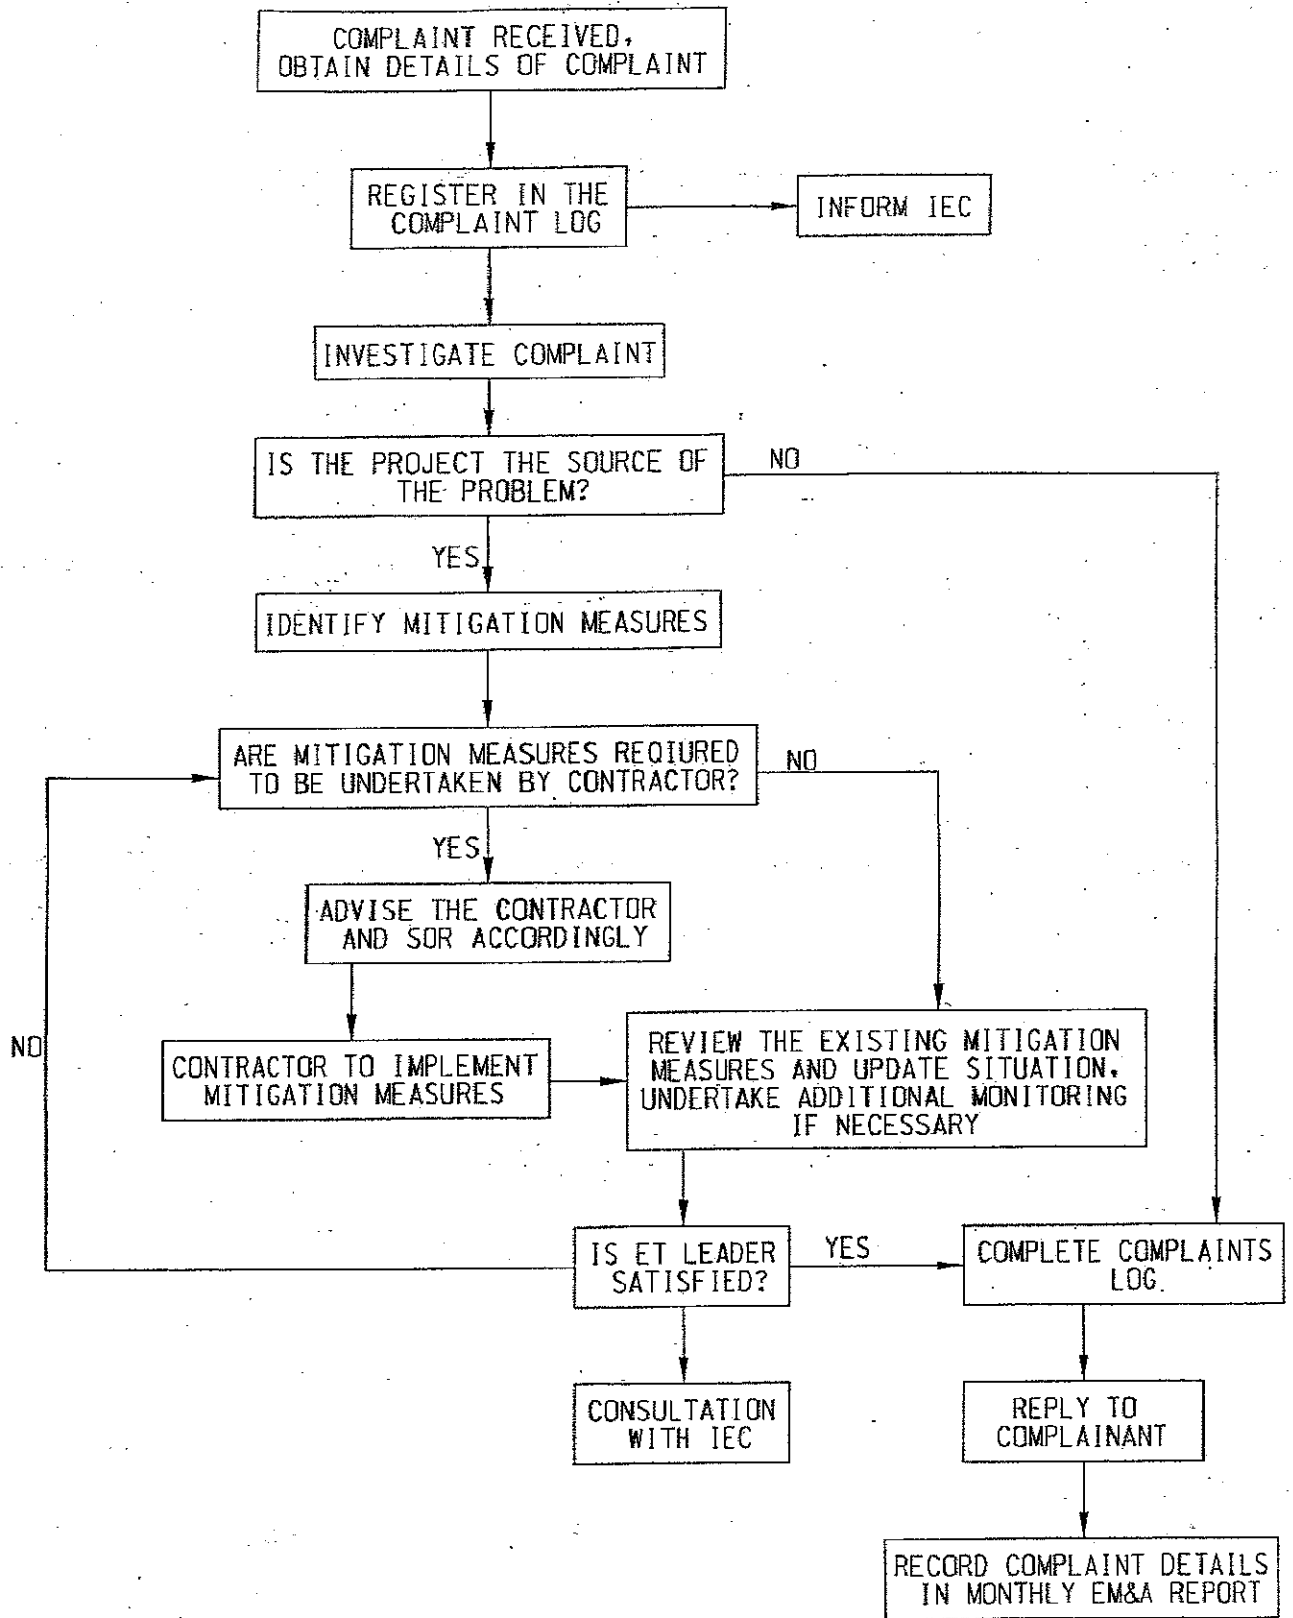 COMPLAINT RECEIVED,
OBTAIN DETAILS OF COMPLAINT
REGISTER IN THE
COMPLAINT LOG
INFORM IEC
INVESTIGATE COMPLAINT
IS THE PROJECT THE SOURCE OF
THE PROBLEM?
NO
YES
IDENTIFY MITIGATION MEASURES
ARE MITIGATION MEASURES REQIURED
TO BE UNDERTAKEN BY CONTRACTOR?
NO
YES
ADVISE THE CONTRACTOR
AND SOR ACCORDINGLY
NO
CONTRACTOR TO IMPLEMENT
MITIGATION MEASURES
REVIEW THE EXISTING MITIGATION
MEASURES AND UPDATE SITUATION.
UNDERTAKE ADDITIONAL MONITORING
IF NECESSARY
IS ET LEADER
SATISFIED?
YES
COMPLETE COMPLAINTS
LOG.
CONSULTATION
WITH IEC
REPLY TO
COMPLAINANT
RECORD COMPLAINT DETAILS
IN MONTHLY EM&A REPORT